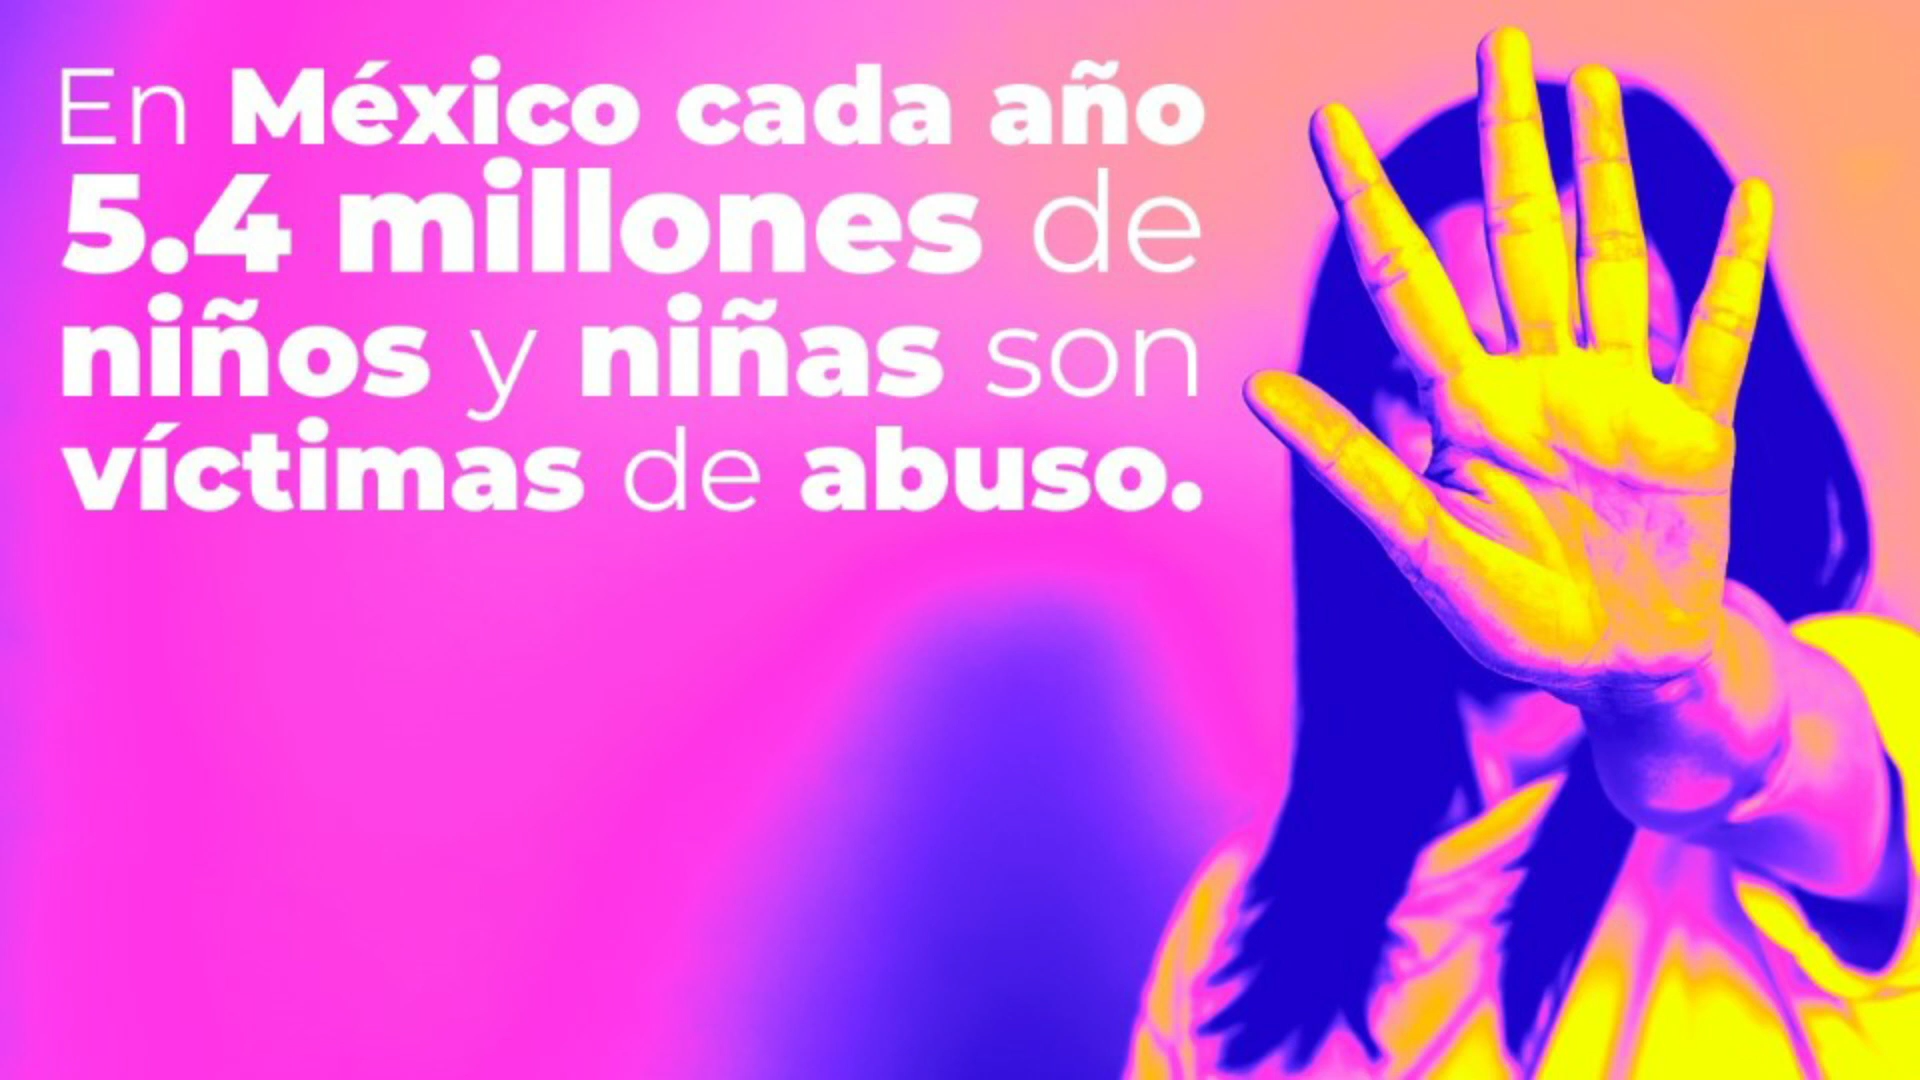 En México cada año
5.4 millones de
niños y niñas son
víctimas de abuso.